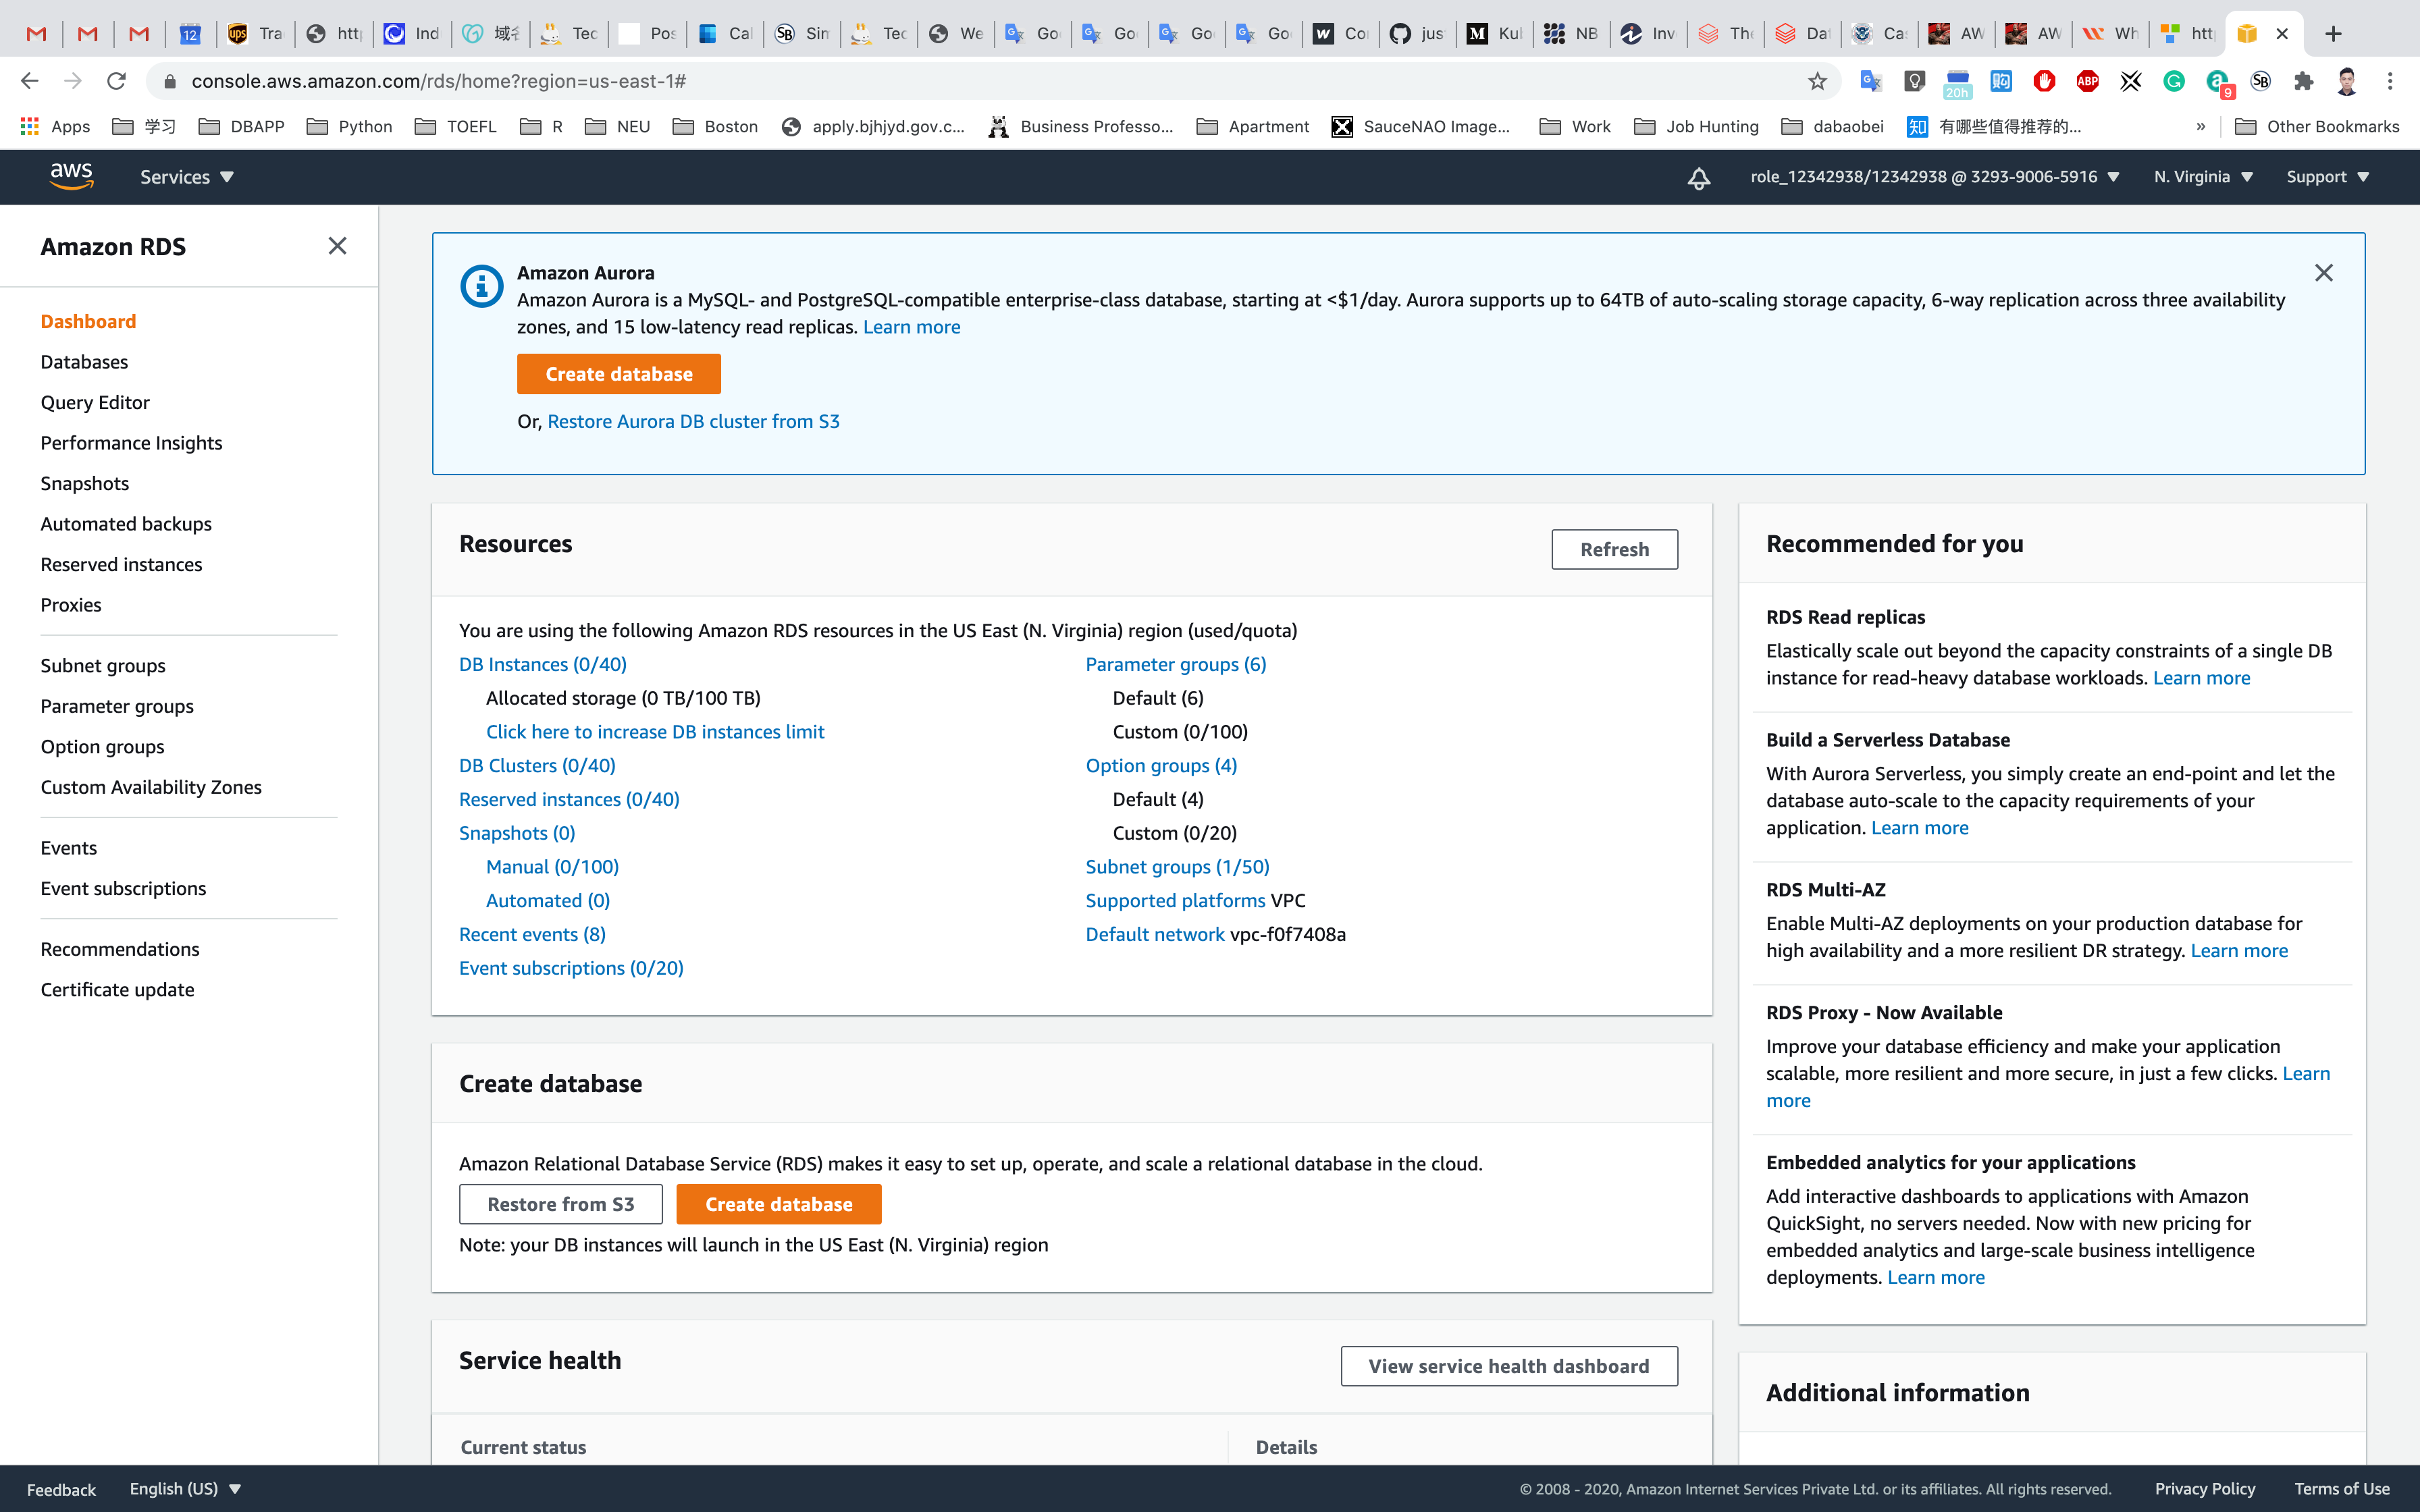 12
Tra
htt
Ind
域名
Tec
Pos
Cal
SB
Sim
Tec
We
Goo
Goo
Goo
Goo
Con
jus
M
Kub
NB
Inv
The
Dat
Cas
AW
AW
Wh
http
console.aws.amazon.com/rds/home?region=us-east-1#
20h
ABP
9
SB
Apps
学习
DBAPP
Python
TOEFL
R
NEU
Boston
apply.bjhjyd.gov.c...
Business Professo...
Apartment
SauceNAO Image...
Work
Job Hunting
dabaobei
知
有哪些值得推荐的...
»
Other Bookmarks
aws
Services
role_12342938/12342938 @ 3293-9006-5916
N. Virginia
Support
Amazon RDS
Dashboard
Databases
Query Editor
Performance Insights
Snapshots
Automated backups
Reserved instances
Proxies
Subnet groups
Parameter groups
Option groups
Custom Availability Zones
Events
Event subscriptions
Recommendations
Certificate update
Amazon Aurora
Amazon Aurora is a MySQL- and PostgreSQL-compatible enterprise-class database, starting at <$1/day. Aurora supports up to 64TB of auto-scaling storage capacity, 6-way replication across three availability
zones, and 15 low-latency read replicas. Learn more
Create database
Or, Restore Aurora DB cluster from S3
Resources
Refresh
You are using the following Amazon RDS resources in the US East (N. Virginia) region (used/quota)
DB Instances (0/40)
Allocated storage (0 TB/100 TB)
Click here to increase DB instances limit
DB Clusters (0/40)
Reserved instances (0/40)
Snapshots (0)
Manual (0/100)
Automated (0)
Recent events (8)
Event subscriptions (0/20)
Parameter groups (6)
Default (6)
Custom (0/100)
Option groups (4)
Default (4)
Custom (0/20)
Subnet groups (1/50)
Supported platforms VPC
Default network vpc-f0f7408a
Create database
Amazon Relational Database Service (RDS) makes it easy to set up, operate, and scale a relational database in the cloud.
Restore from S3
Create database
Note: your DB instances will launch in the US East (N. Virginia) region
Service health
View service health dashboard
Current status
Details
Recommended for you
RDS Read replicas
Elastically scale out beyond the capacity constraints of a single DB
instance for read-heavy database workloads. Learn more
Build a Serverless Database
With Aurora Serverless, you simply create an end-point and let the
database auto-scale to the capacity requirements of your
application. Learn more
RDS Multi-AZ
Enable Multi-AZ deployments on your production database for
high availability and a more resilient DR strategy. Learn more
RDS Proxy - Now Available
Improve your database efficiency and make your application
scalable, more resilient and more secure, in just a few clicks. Learn
more
Embedded analytics for your applications
Add interactive dashboards to applications with Amazon
QuickSight, no servers needed. Now with new pricing for
embedded analytics and large-scale business intelligence
deployments. Learn more
Additional information
Feedback
English (US)
© 2008 - 2020, Amazon Internet Services Private Ltd. or its affiliates. All rights reserved.
Privacy Policy
Terms of Use